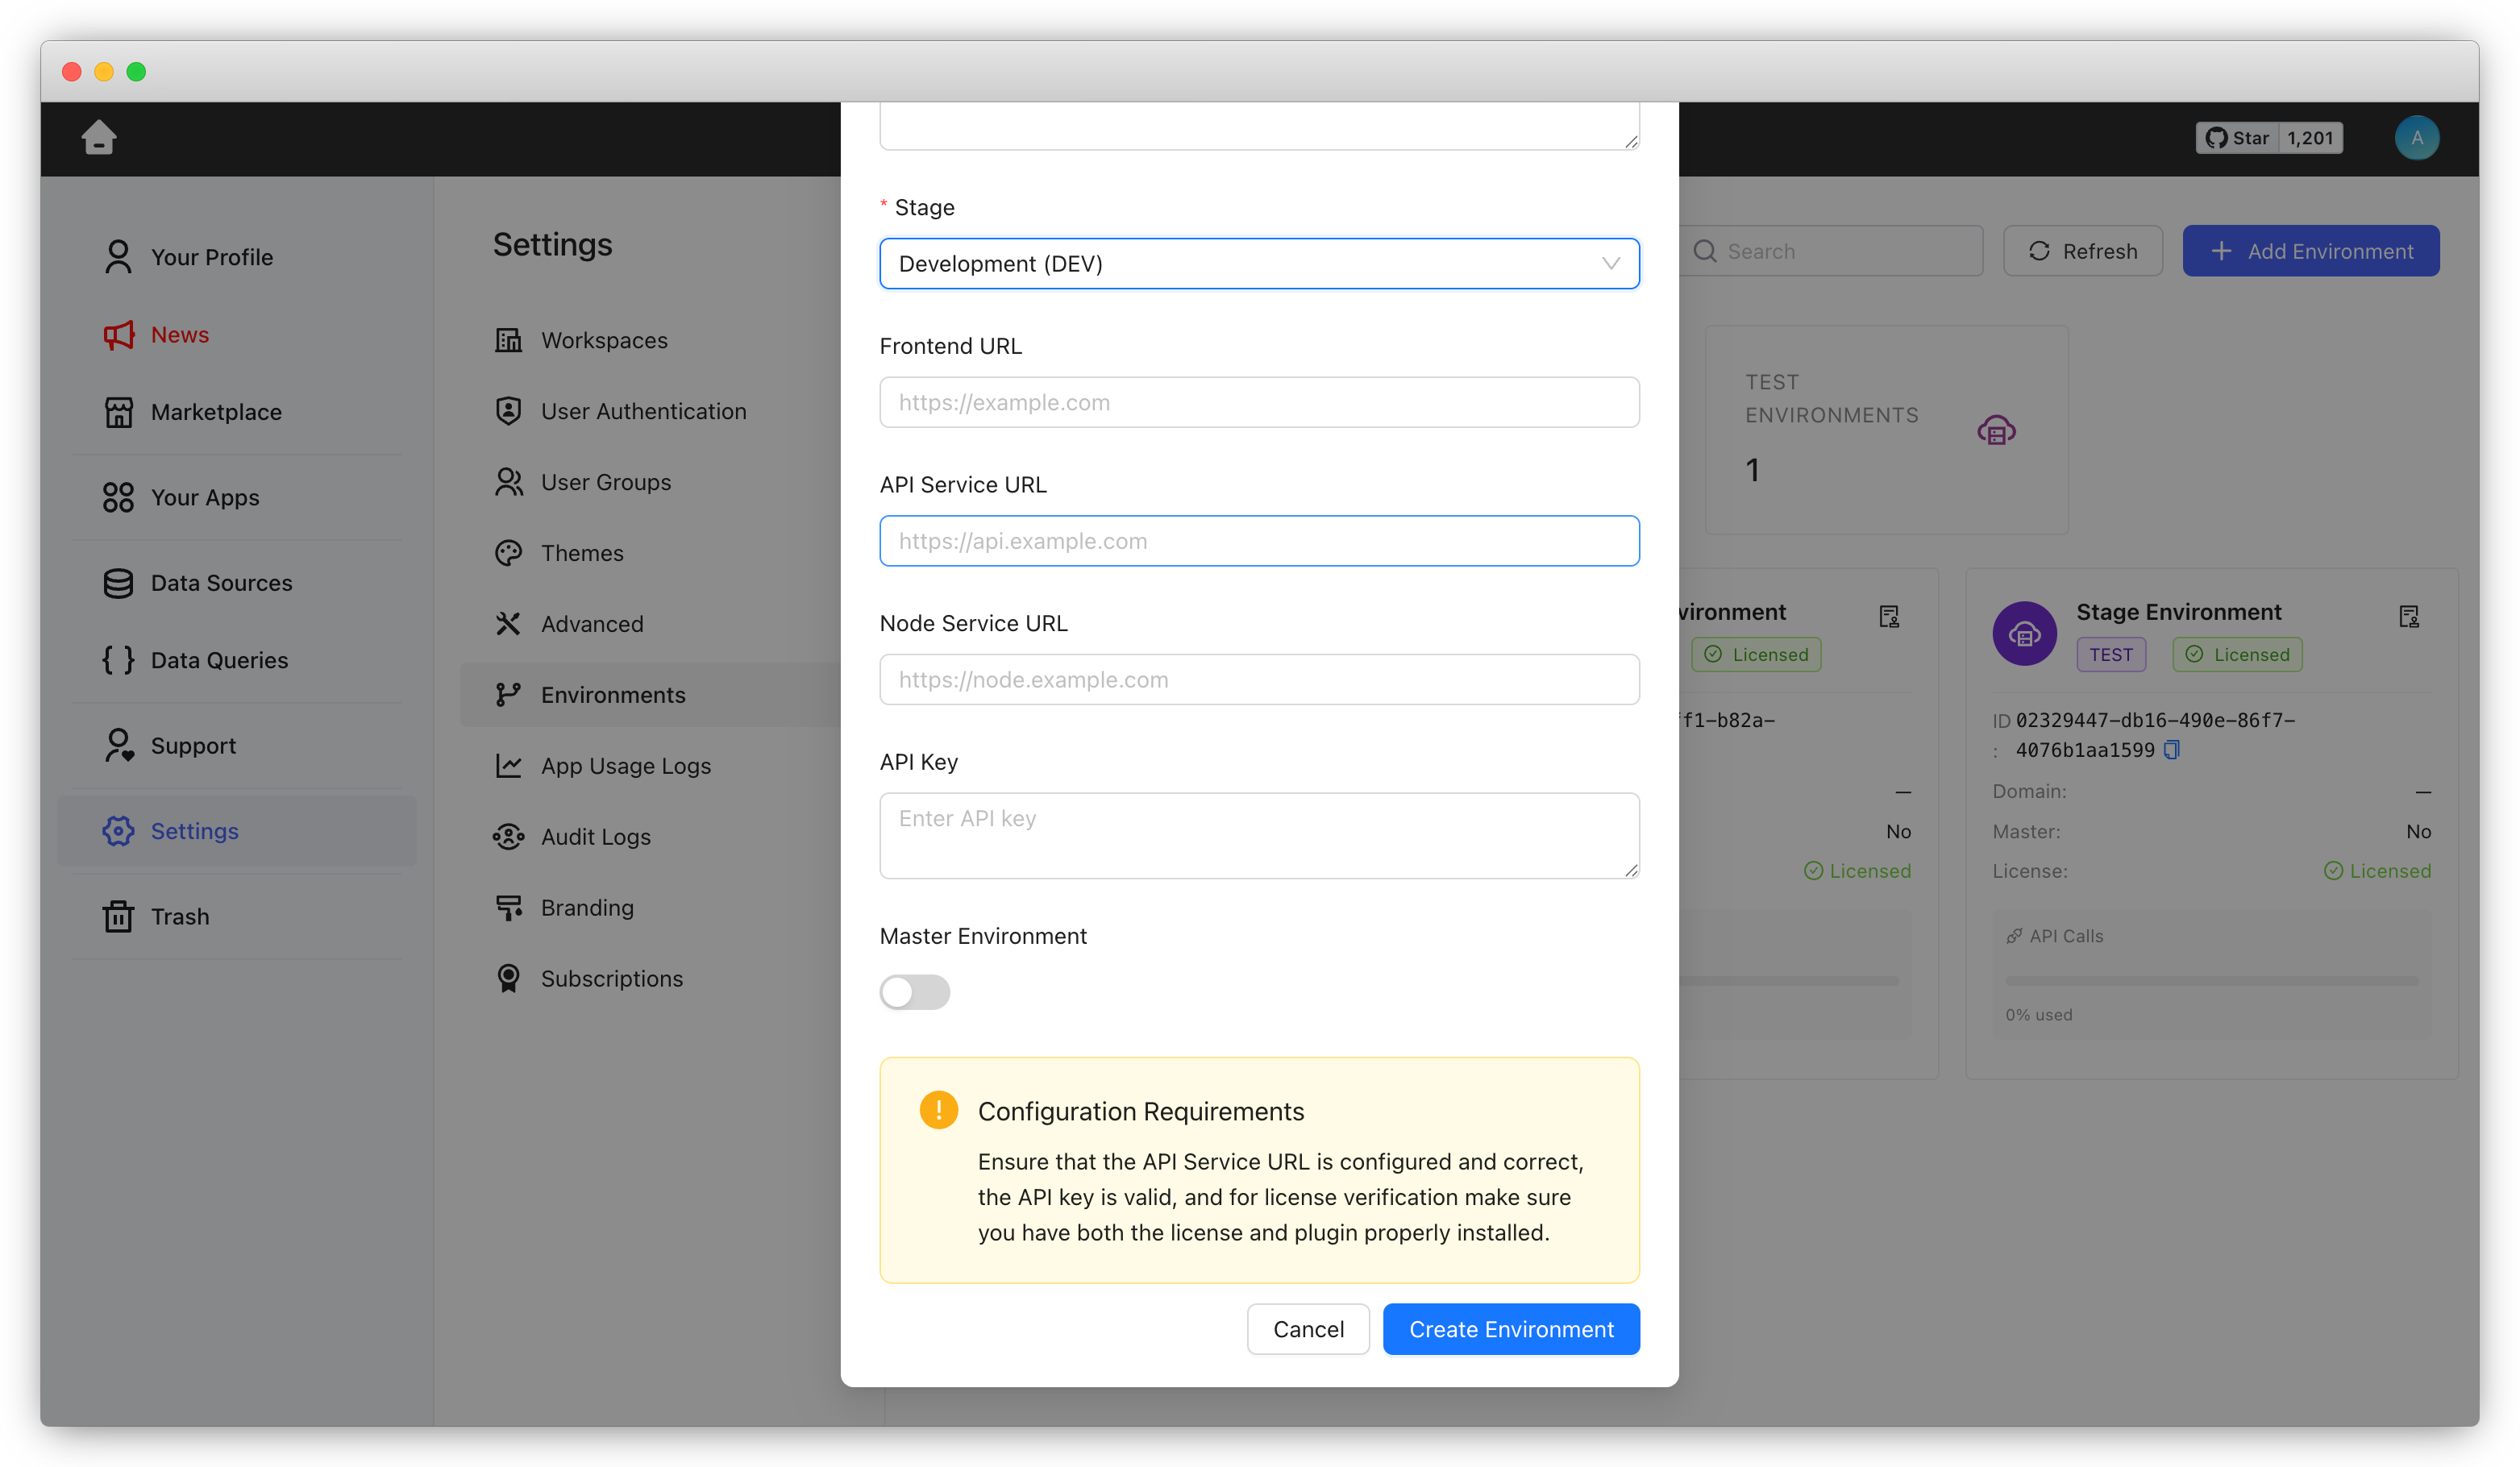 Star 1,201
A
Your Profile
News
Marketplace
Your Apps
Data Sources
Data Queries
Support
Settings
Trash
Settings
Workspaces
User Authentication
User Groups
Themes
Advanced
Environments
App Usage Logs
Audit Logs
Branding
Subscriptions
* Stage
Development (DEV)
Frontend URL
https://example.com
API Service URL
https://api.example.com
Node Service URL
https://node.example.com
API Key
Enter API key
Master Environment
Configuration Requirements
Ensure that the API Service URL is configured and correct,
the API key is valid, and for license verification make sure
you have both the license and plugin properly installed.
Cancel
Create Environment
Search
Refresh
Add Environment
TEST
ENVIRONMENTS
1
vironment
Licensed
f1-b82a-
—
No
Licensed
Stage Environment
TEST
Licensed
ID 02329447-db16-490e-86f7-
: 4076b1aa1599
Domain: —
Master: No
License: Licensed
API Calls
0% used